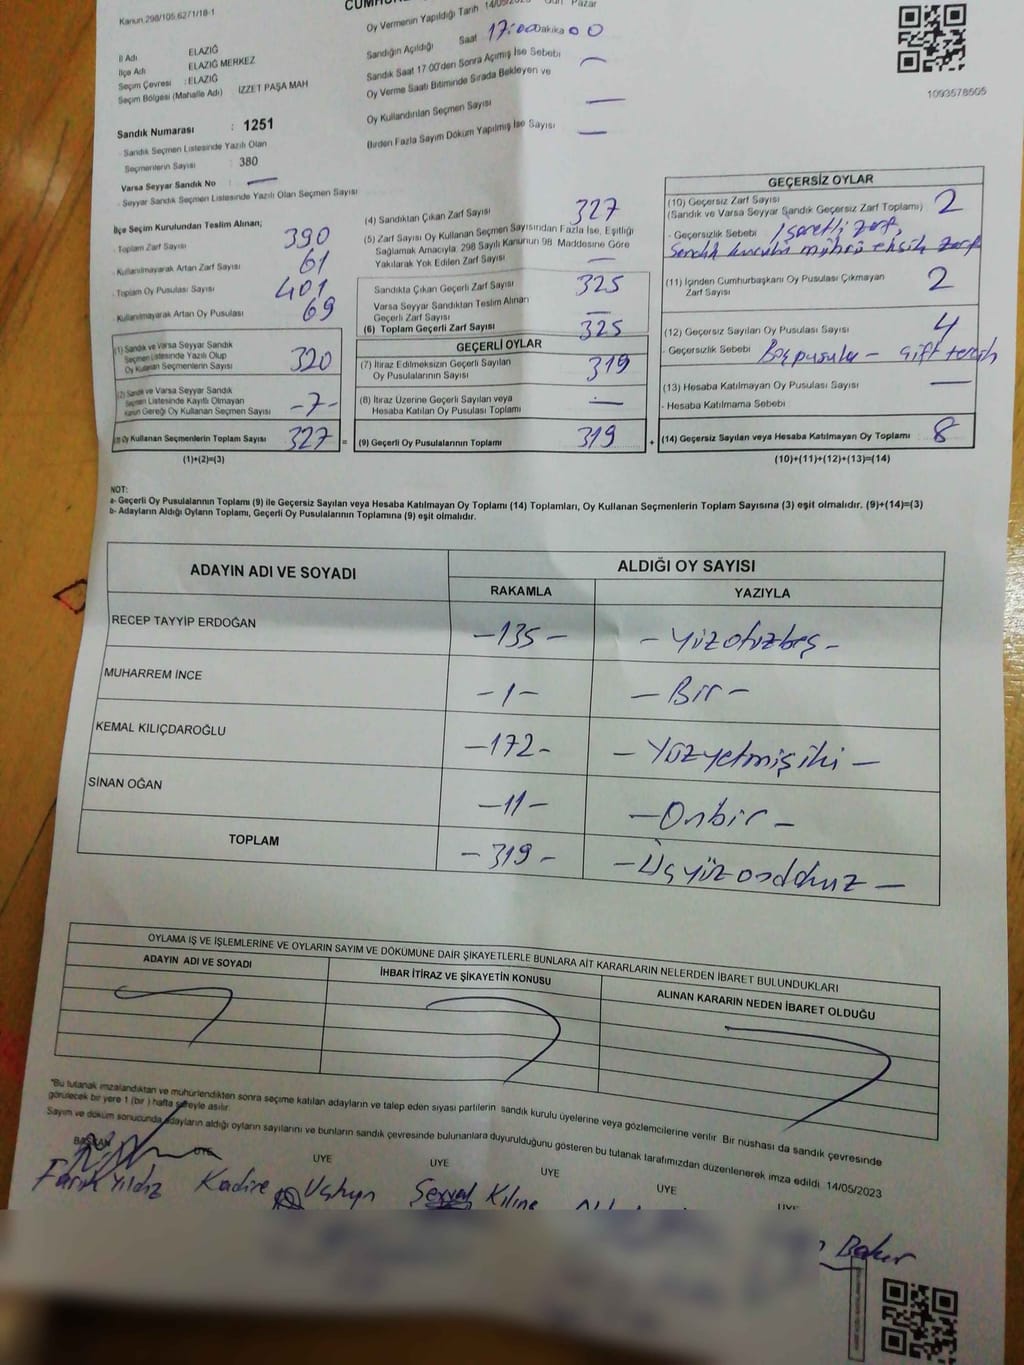 Kanun 298/105,6271/18-1
İl Adı ELAZIĞ
İlçe Adı ELAZIĞ MERKEZ
Seçim Çevresi : ELAZIĞ
Seçim Bölgesi (Mahalle Adı) İZZET PAŞA MAH
Sandık Numarası : 1251
Sandık Seçmen Listesinde Yazılı Olan
Seçmenlerin Sayısı : 380
Varsa Seyyar Sandık No : —
- Seyyar Sandık Seçmen Listesinde Yazılı Olan Seçmen Sayısı
Oy Vermenin Yapıldığı Tarih 14/05/2023 Gün Pazar
Sandığın Açıldığı Saat 17:00 Dakika 00
Sandık Saat 17:00'den Sonra Açımış İse Sebebi —
Oy Verme Saati Bitiminde Sırada Bekleyen ve
Oy Kullandırılan Seçmen Sayısı —
Birden Fazla Sayım Döküm Yapılmış İse Sayısı —
1093578505
İlçe Seçim Kurulundan Teslim Alınan;
- Toplam Zarf Sayısı 390
- Kullanılmayarak Artan Zarf Sayısı 61
- Toplam Oy Pusulası Sayısı 401
- Kullanılmayarak Artan Oy Pusulası 69
(1) Sandık ve Varsa Seyyar Sandık
Seçmen Listesinde Yazılı Olup
Oy Kullanan Seçmenlerin Sayısı 320
(2) Sandık ve Varsa Seyyar Sandık
Seçmen Listesinde Kayıtlı Olmayan
Kanun Gereği Oy Kullanan Seçmen Sayısı -7-
(3) Oy Kullanan Seçmenlerin Toplam Sayısı 327 =
(1)+(2)=(3)
(4) Sandıktan Çıkan Zarf Sayısı 327
(5) Zarf Sayısı Oy Kullanan Seçmen Sayısından Fazla İse, Eşitliği
Sağlamak Amacıyla, 298 Sayılı Kanunun 98. Maddesine Göre
Yakılarak Yok Edilen Zarf Sayısı —
Sandıkta Çıkan Geçerli Zarf Sayısı 325
Varsa Seyyar Sandıktan Teslim Alınan
Geçerli Zarf Sayısı —
(6) Toplam Geçerli Zarf Sayısı 325
GEÇERLİ OYLAR
(7) İtiraz Edilmeksizin Geçerli Sayılan
Oy Pusulalarının Sayısı 319
(8) İtiraz Üzerine Geçerli Sayılan veya
Hesaba Katılan Oy Pusulası Toplamı —
(9) Geçerli Oy Pusulalarının Toplamı 319 +
GEÇERSİZ OYLAR
(10) Geçersiz Zarf Sayısı
(Sandık ve Varsa Seyyar Sandık Geçersiz Zarf Toplamı) 2
- Geçersizlik Sebebi İşaretli zarf,
Sandık kurulu mührü eksik zarf
(11) İçinden Cumhurbaşkanı Oy Pusulası Çıkmayan
Zarf Sayısı 2
(12) Geçersiz Sayılan Oy Pusulası Sayısı 4
- Geçersizlik Sebebi Boş pusula - Çift tercih
(13) Hesaba Katılmayan Oy Pusulası Sayısı —
- Hesaba Katılmama Sebebi
(14) Geçersiz Sayılan veya Hesaba Katılmayan Oy Toplamı 8
(10)+(11)+(12)+(13)=(14)
NOT:
a- Geçerli Oy Pusulalarının Toplamı (9) ile Geçersiz Sayılan veya Hesaba Katılmayan Oy Toplamı (14) Toplamları, Oy Kullanan Seçmenlerin Toplam Sayısına (3) eşit olmalıdır. (9)+(14)=(3)
b- Adayların Aldığı Oyların Toplamı, Geçerli Oy Pusulalarının Toplamına (9) eşit olmalıdır.
ADAYIN ADI VE SOYADI
ALDIĞI OY SAYISI
RAKAMLA YAZIYLA
RECEP TAYYİP ERDOĞAN -135- -Yüzotuzbeş-
MUHARREM İNCE -1- -Bir-
KEMAL KILIÇDAROĞLU -172- -Yüzyetmişiki-
SİNAN OĞAN -11- -Onbir-
TOPLAM -319- -Üçyüzondokuz-
OYLAMA İŞ VE İŞLEMLERİNE VE OYLARIN SAYIM VE DÖKÜMÜNE DAİR ŞİKAYETLERLE BUNLARA AİT KARARLARIN NELERDEN İBARET BULUNDUKLARI
ADAYIN ADI VE SOYADI İHBAR İTİRAZ VE ŞİKAYETİN KONUSU ALINAN KARARIN NEDEN İBARET OLDUĞU
"Bu tutanak imzalandıktan ve mühürlendikten sonra seçime katılan adayların ve talep eden siyasi partilerin sandık kurulu üyelerine veya gözlemcilerine verilir. Bir nüshası da sandık çevresinde
görülecek bir yere 1 (bir) hafta süreyle asılır.
Sayım ve döküm sonucunda adayların aldığı oyların sayılarını ve bunların sandık çevresinde bulunanlara duyurulduğunu gösteren bu tutanak tarafımızdan düzenlenerek imza edildi. 14/05/2023
BAŞKAN ÜYE ÜYE ÜYE ÜYE ÜYE ÜYE
Faruk Yıldız Kadire Üstün Sevval Kılınç
Bakır